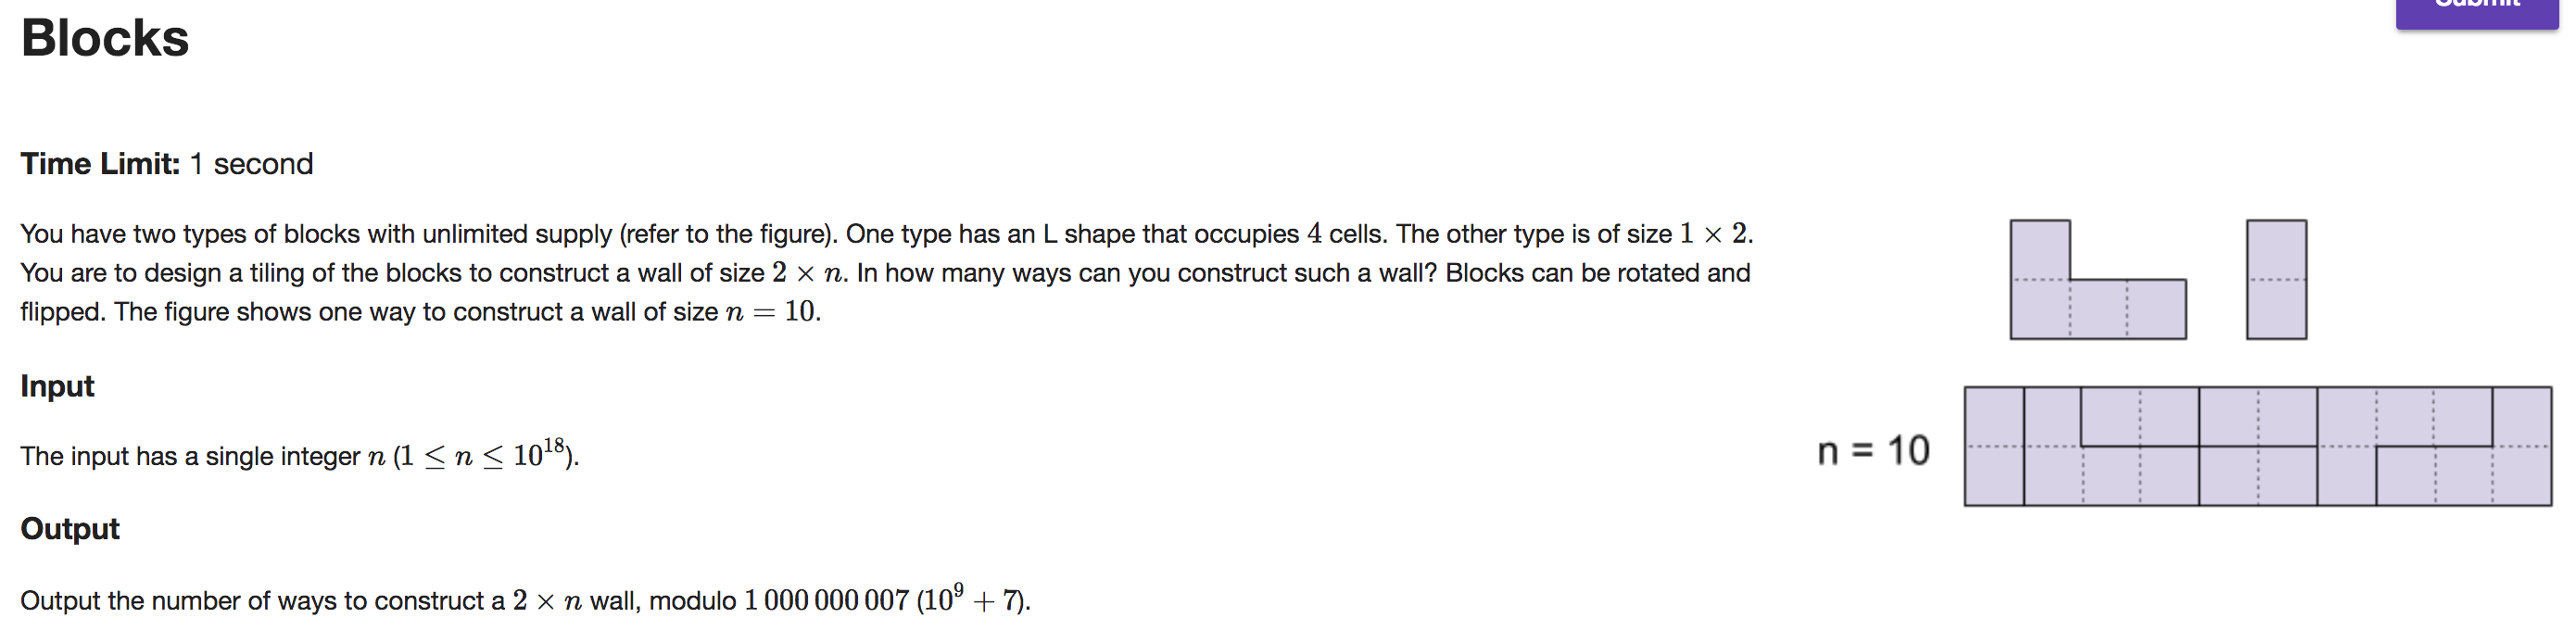 Submit
Blocks
Time Limit: 1 second
You have two types of blocks with unlimited supply (refer to the figure). One type has an L shape that occupies 4 cells. The other type is of size 1 × 2.
You are to design a tiling of the blocks to construct a wall of size 2 × n. In how many ways can you construct such a wall? Blocks can be rotated and
flipped. The figure shows one way to construct a wall of size n = 10.
n = 10
Input
The input has a single integer n (1 ≤ n ≤ 10^18).
Output
Output the number of ways to construct a 2 × n wall, modulo 1 000 000 007 (10^9 + 7).